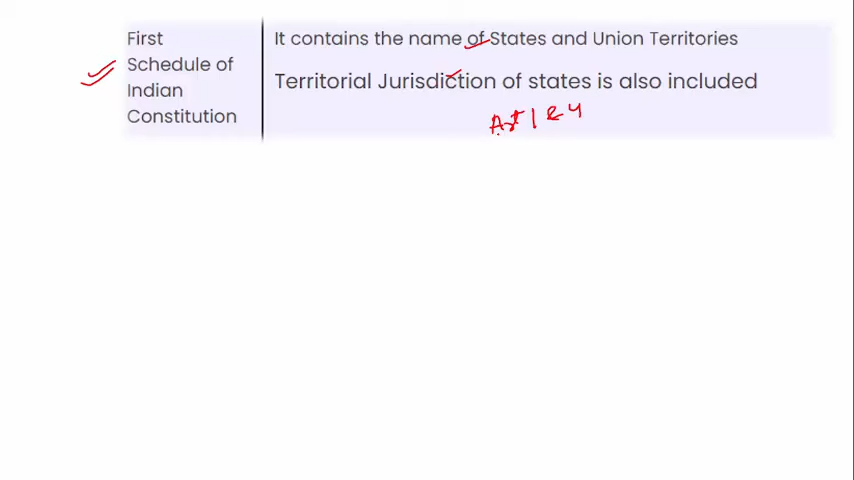 First
Schedule of
Indian
Constitution
It contains the name of States and Union Territories
Territorial Jurisdiction of states is also included
Art 1 & 4